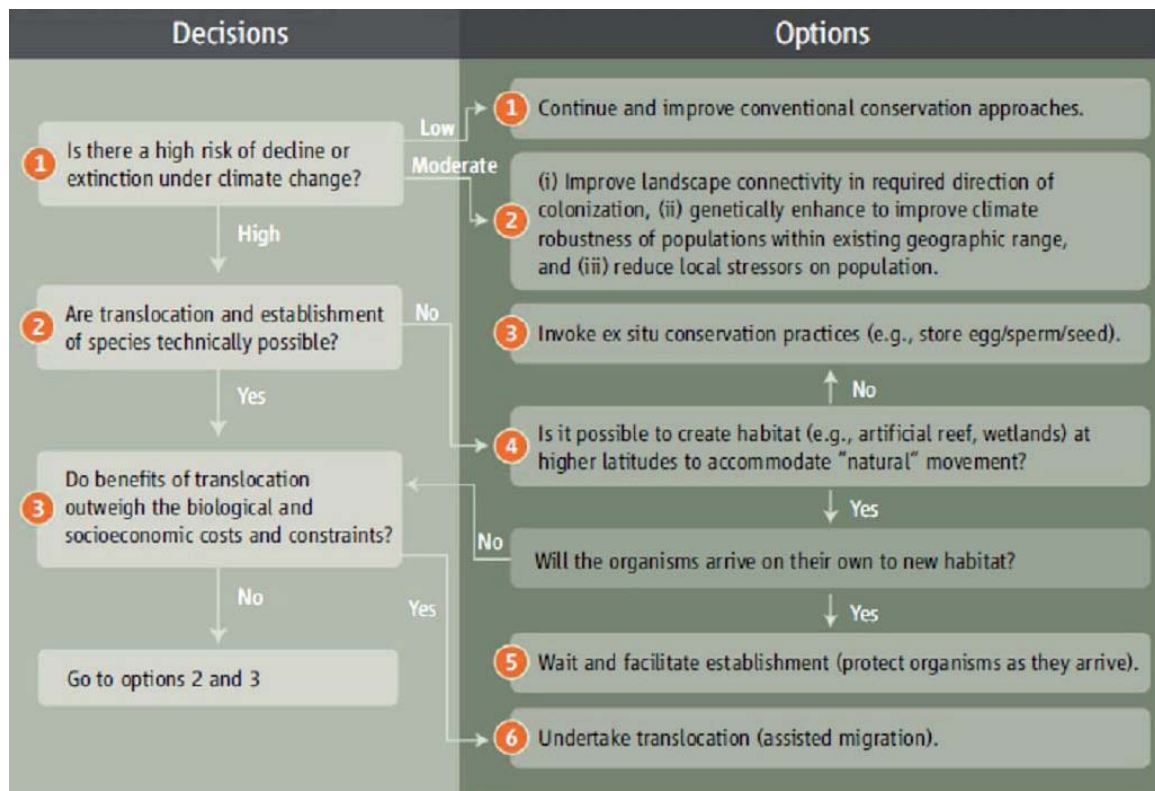 Decisions
Options
1
Is there a high risk of decline or
extinction under climate change?
Low
Moderate
High
1
Continue and improve conventional conservation approaches.
2
(i) Improve landscape connectivity in required direction of
colonization, (ii) genetically enhance to improve climate
robustness of populations within existing geographic range,
and (iii) reduce local stressors on population.
2
Are translocation and establishment
of species technically possible?
No
Yes
3
Invoke ex situ conservation practices (e.g., store egg/sperm/seed).
No
4
Is it possible to create habitat (e.g., artificial reef, wetlands) at
higher latitudes to accommodate "natural" movement?
Yes
3
Do benefits of translocation
outweigh the biological and
socioeconomic costs and constraints?
No
Will the organisms arrive on their own to new habitat?
No
Yes
Yes
Go to options 2 and 3
5
Wait and facilitate establishment (protect organisms as they arrive).
6
Undertake translocation (assisted migration).